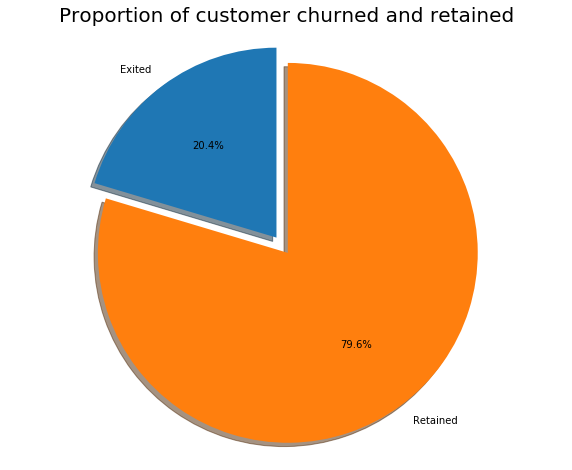 Proportion of customer churned and retained
Exited
20.4%
79.6%
Retained